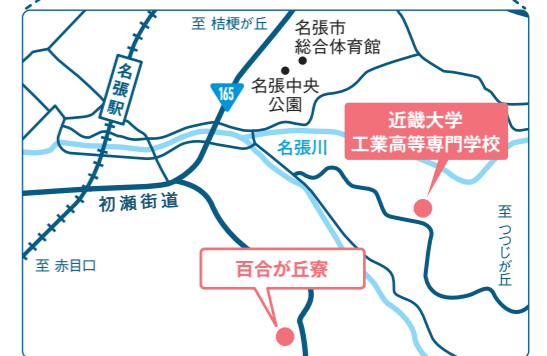 至 桔梗が丘
名張市
総合体育館
名張中央
公園
名張駅
165
近畿大学
工業高等専門学校
名張川
初瀬街道
至 つつじが丘
至 赤目口
百合が丘寮